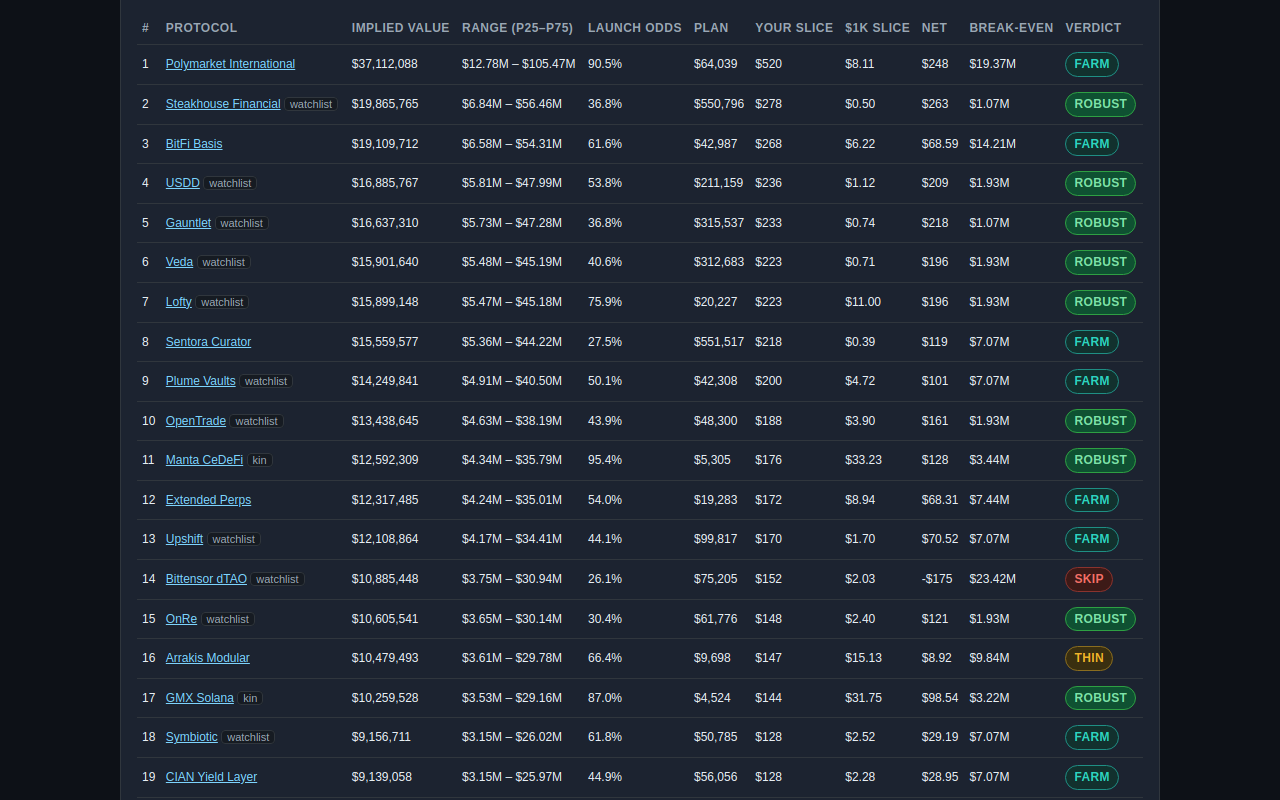 # PROTOCOL IMPLIED VALUE RANGE (P25–P75) LAUNCH ODDS PLAN YOUR SLICE $1K SLICE NET BREAK-EVEN VERDICT
1 Polymarket International $37,112,088 $12.78M – $105.47M 90.5% $64,039 $520 $8.11 $248 $19.37M FARM
2 Steakhouse Financial watchlist $19,865,765 $6.84M – $56.46M 36.8% $550,796 $278 $0.50 $263 $1.07M ROBUST
3 BitFi Basis $19,109,712 $6.58M – $54.31M 61.6% $42,987 $268 $6.22 $68.59 $14.21M FARM
4 USDD watchlist $16,885,767 $5.81M – $47.99M 53.8% $211,159 $236 $1.12 $209 $1.93M ROBUST
5 Gauntlet watchlist $16,637,310 $5.73M – $47.28M 36.8% $315,537 $233 $0.74 $218 $1.07M ROBUST
6 Veda watchlist $15,901,640 $5.48M – $45.19M 40.6% $312,683 $223 $0.71 $196 $1.93M ROBUST
7 Lofty watchlist $15,899,148 $5.47M – $45.18M 75.9% $20,227 $223 $11.00 $196 $1.93M ROBUST
8 Sentora Curator $15,559,577 $5.36M – $44.22M 27.5% $551,517 $218 $0.39 $119 $7.07M FARM
9 Plume Vaults watchlist $14,249,841 $4.91M – $40.50M 50.1% $42,308 $200 $4.72 $101 $7.07M FARM
10 OpenTrade watchlist $13,438,645 $4.63M – $38.19M 43.9% $48,300 $188 $3.90 $161 $1.93M ROBUST
11 Manta CeDeFi kin $12,592,309 $4.34M – $35.79M 95.4% $5,305 $176 $33.23 $128 $3.44M ROBUST
12 Extended Perps $12,317,485 $4.24M – $35.01M 54.0% $19,283 $172 $8.94 $68.31 $7.44M FARM
13 Upshift watchlist $12,108,864 $4.17M – $34.41M 44.1% $99,817 $170 $1.70 $70.52 $7.07M FARM
14 Bittensor dTAO watchlist $10,885,448 $3.75M – $30.94M 26.1% $75,205 $152 $2.03 -$175 $23.42M SKIP
15 OnRe watchlist $10,605,541 $3.65M – $30.14M 30.4% $61,776 $148 $2.40 $121 $1.93M ROBUST
16 Arrakis Modular $10,479,493 $3.61M – $29.78M 66.4% $9,698 $147 $15.13 $8.92 $9.84M THIN
17 GMX Solana kin $10,259,528 $3.53M – $29.16M 87.0% $4,524 $144 $31.75 $98.54 $3.22M ROBUST
18 Symbiotic watchlist $9,156,711 $3.15M – $26.02M 61.8% $50,785 $128 $2.52 $29.19 $7.07M FARM
19 CIAN Yield Layer $9,139,058 $3.15M – $25.97M 44.9% $56,056 $128 $2.28 $28.95 $7.07M FARM